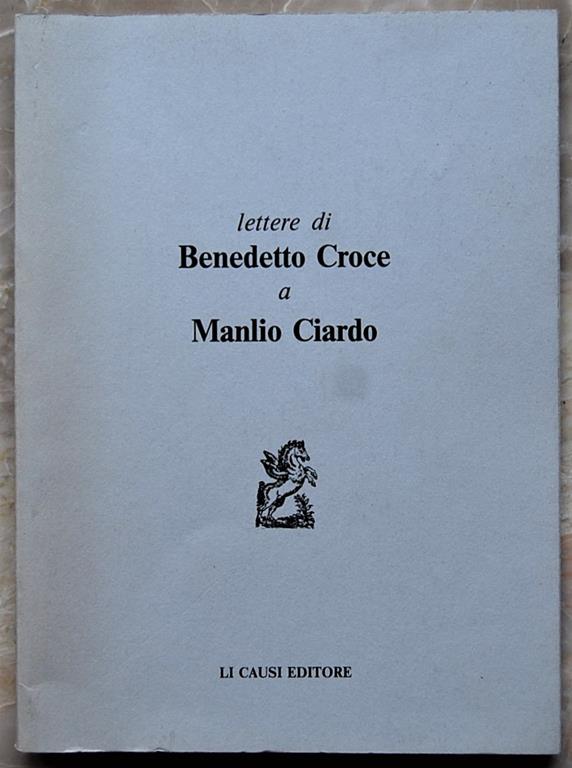 lettere di
Benedetto Croce
a
Manlio Ciardo
LI CAUSI EDITORE